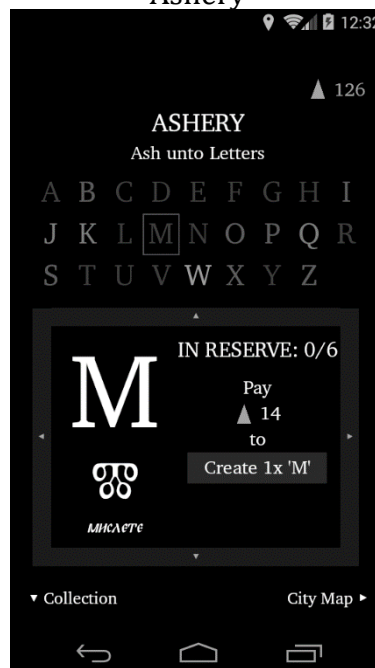 Ashery
12:32
126
ASHERY
Ash unto Letters
A B C D E F G H I
J K L M N O P Q R
S T U V W X Y Z
IN RESERVE: 0/6
M
Pay
14
to
Create 1x 'M'
мислете
Collection
City Map